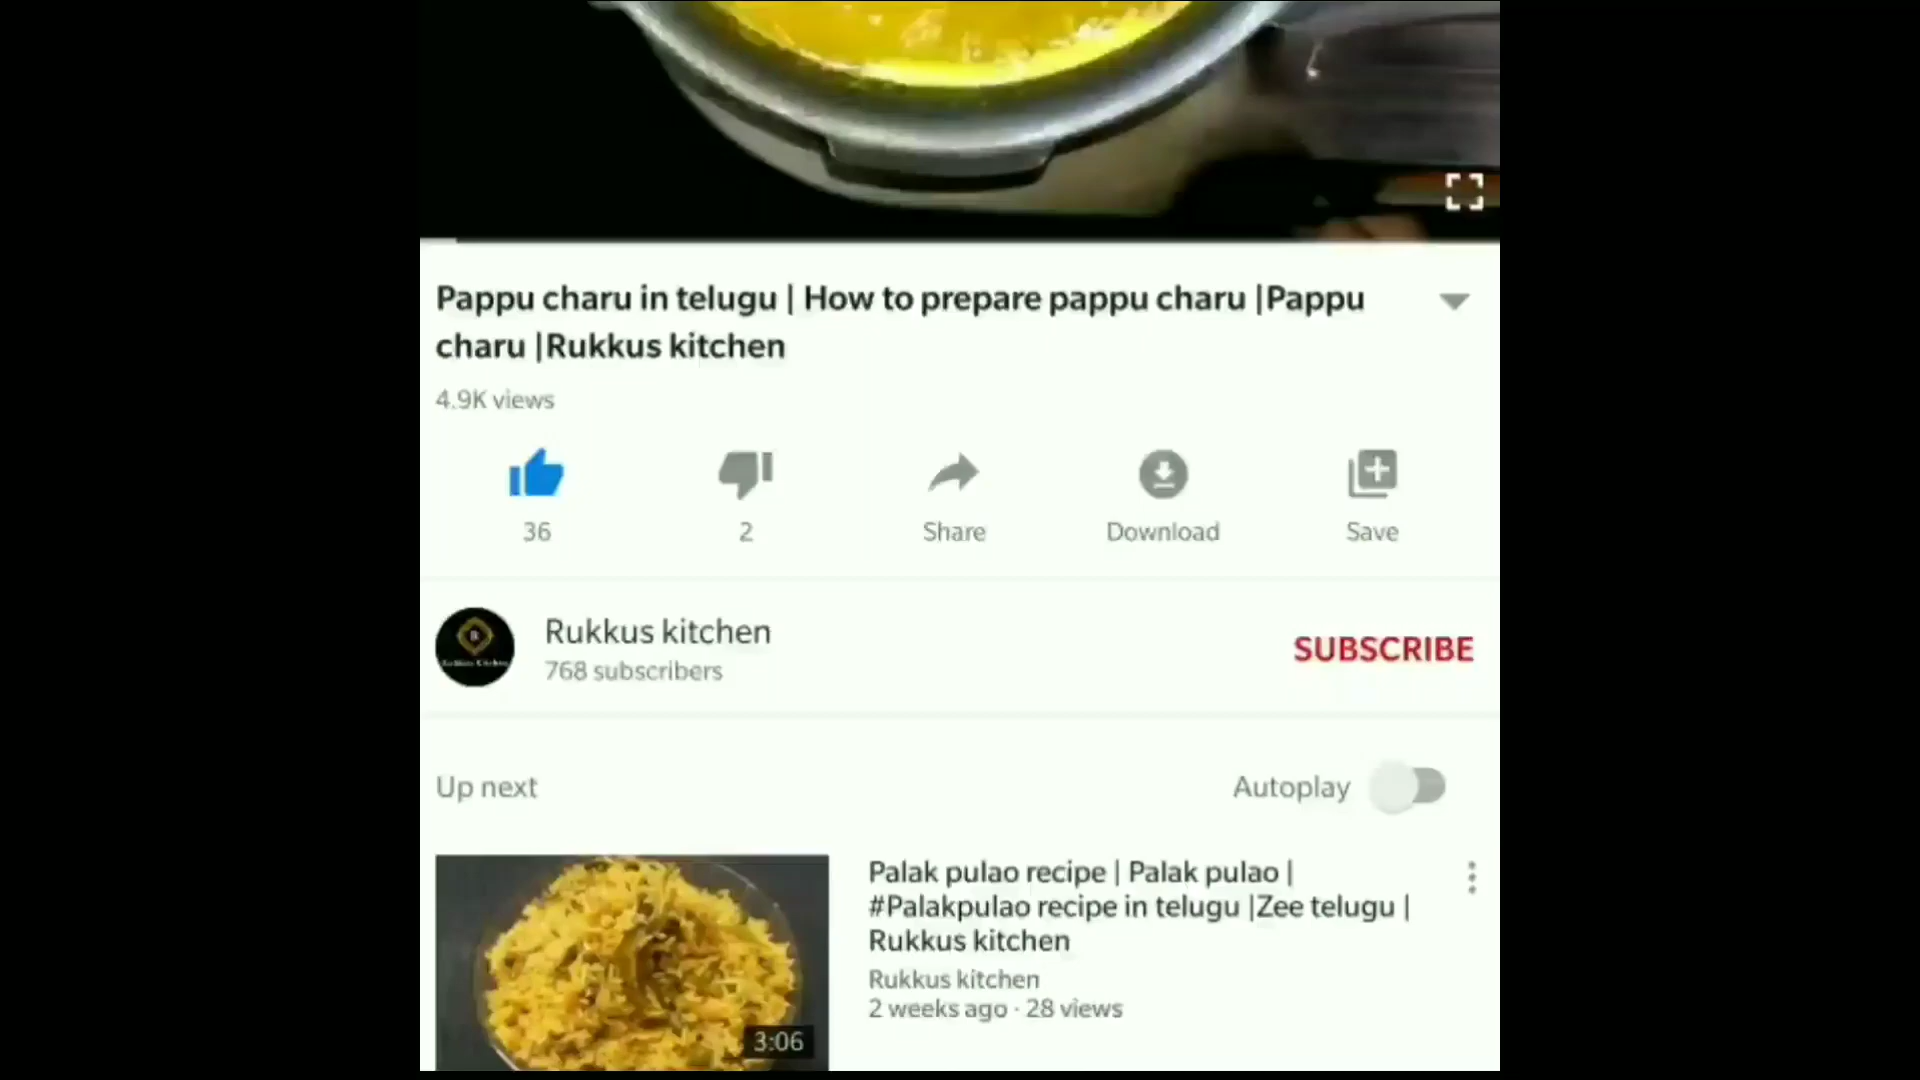 Pappu charu in telugu | How to prepare pappu charu |Pappu
charu |Rukkus kitchen
4.9K views
36
2
Share
Download
Save
Rukkus kitchen
768 subscribers
SUBSCRIBE
Up next
Autoplay
Palak pulao recipe | Palak pulao |
#Palakpulao recipe in telugu |Zee telugu |
Rukkus kitchen
Rukkus kitchen
2 weeks ago · 28 views
3:06